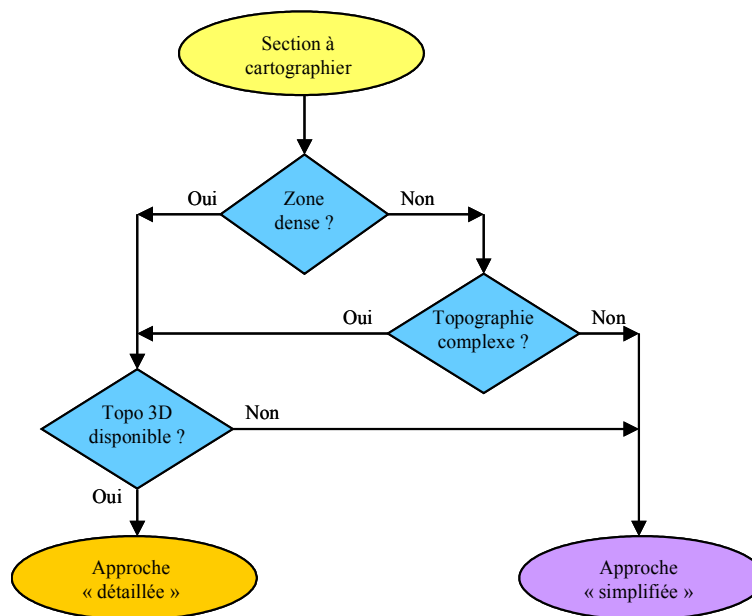 Section à
cartographier
Oui
Zone
dense ?
Non
Oui
Topographie
complexe ?
Non
Topo 3D
disponible ?
Non
Oui
Approche
« détaillée »
Approche
« simplifiée »